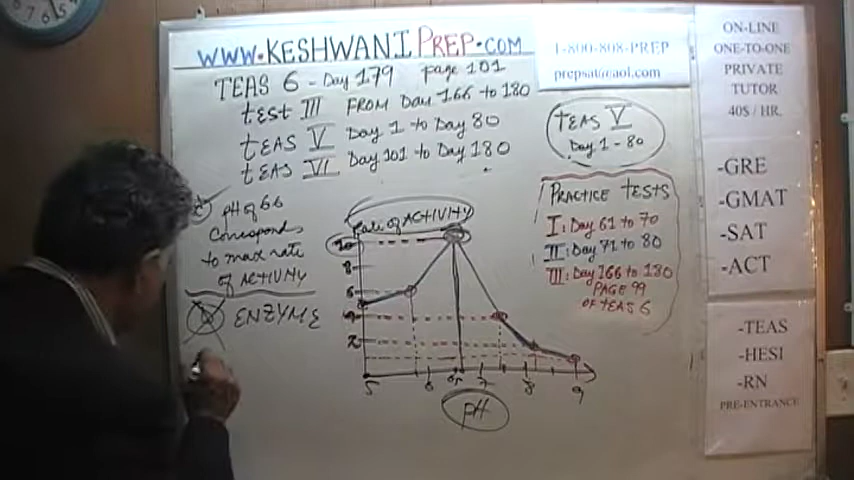 WWW.KESHWANIPREP.COM
TEAS 6 - Day 179 page 101
test III FROM Day 166 to 180
tEAS V Day 1 to Day 80
tEAS VI Day 101 to Day 180
1-800-808-PREP
prepsat@aol.com
tEAS V
Day 1 - 80
PRACTICE tESTS
I: Day 61 to 70
II: Day 71 to 80
III: Day 166 to 180
PAGE 99
OF TEAS 6
pH of 66
Corresponds
to max rate
OF ACTIVITY
ENZYME
Rate of ACTIVITY
10
8
6
4
2
5
6
7
8
9
pH
ON-LINE
ONE-TO-ONE
PRIVATE
TUTOR
40$ / HR.
-GRE
-GMAT
-SAT
-ACT
-TEAS
-HESI
-RN
PRE-ENTRANCE